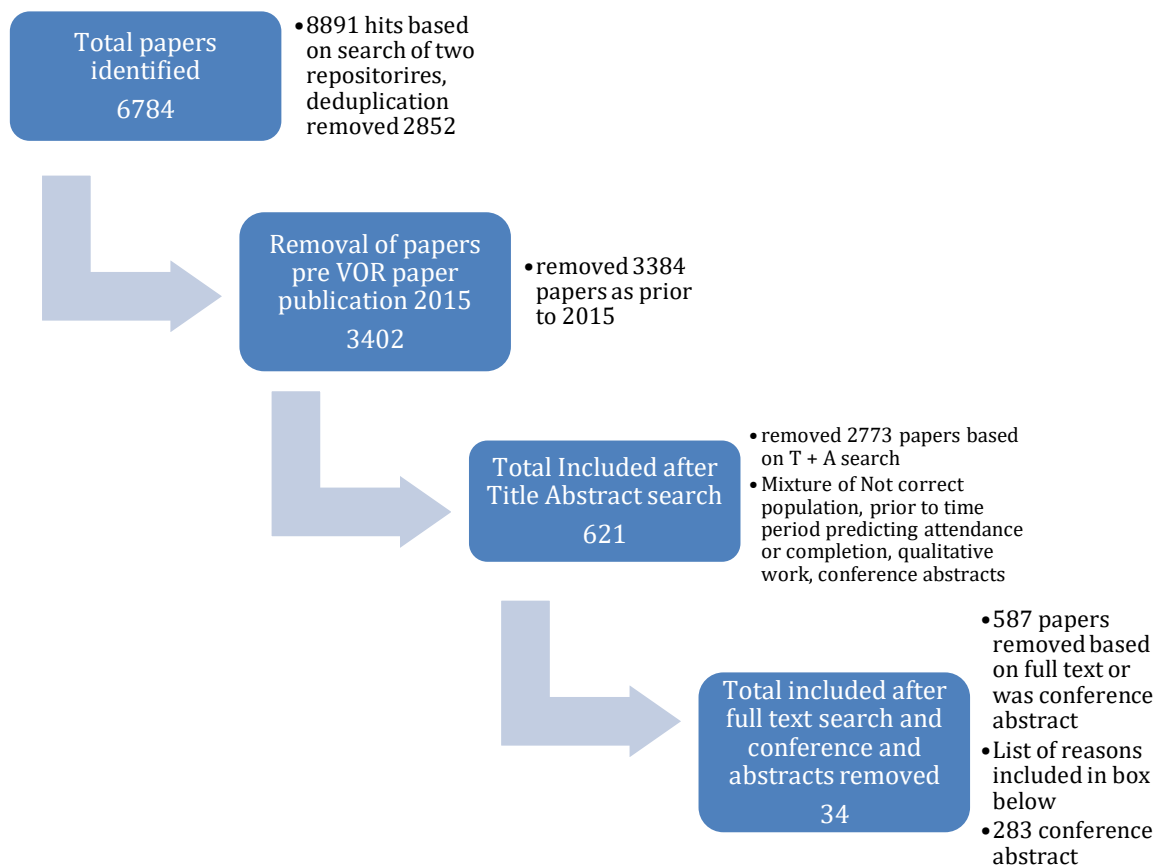 Total papers
identified
6784
•8891 hits based
on search of two
repositorires,
deduplication
removed 2852
Removal of papers
pre VOR paper
publication 2015
3402
•removed 3384
papers as prior
to 2015
Total Included after
Title Abstract search
621
•removed 2773 papers based
on T + A search
•Mixture of Not correct
population, prior to time
period predicting attendance
or completion, qualitative
work, conference abstracts
Total included after
full text search and
conference and
abstracts removed
34
•587 papers
removed based
on full text or
was conference
abstract
•List of reasons
included in box
below
•283 conference
abstract